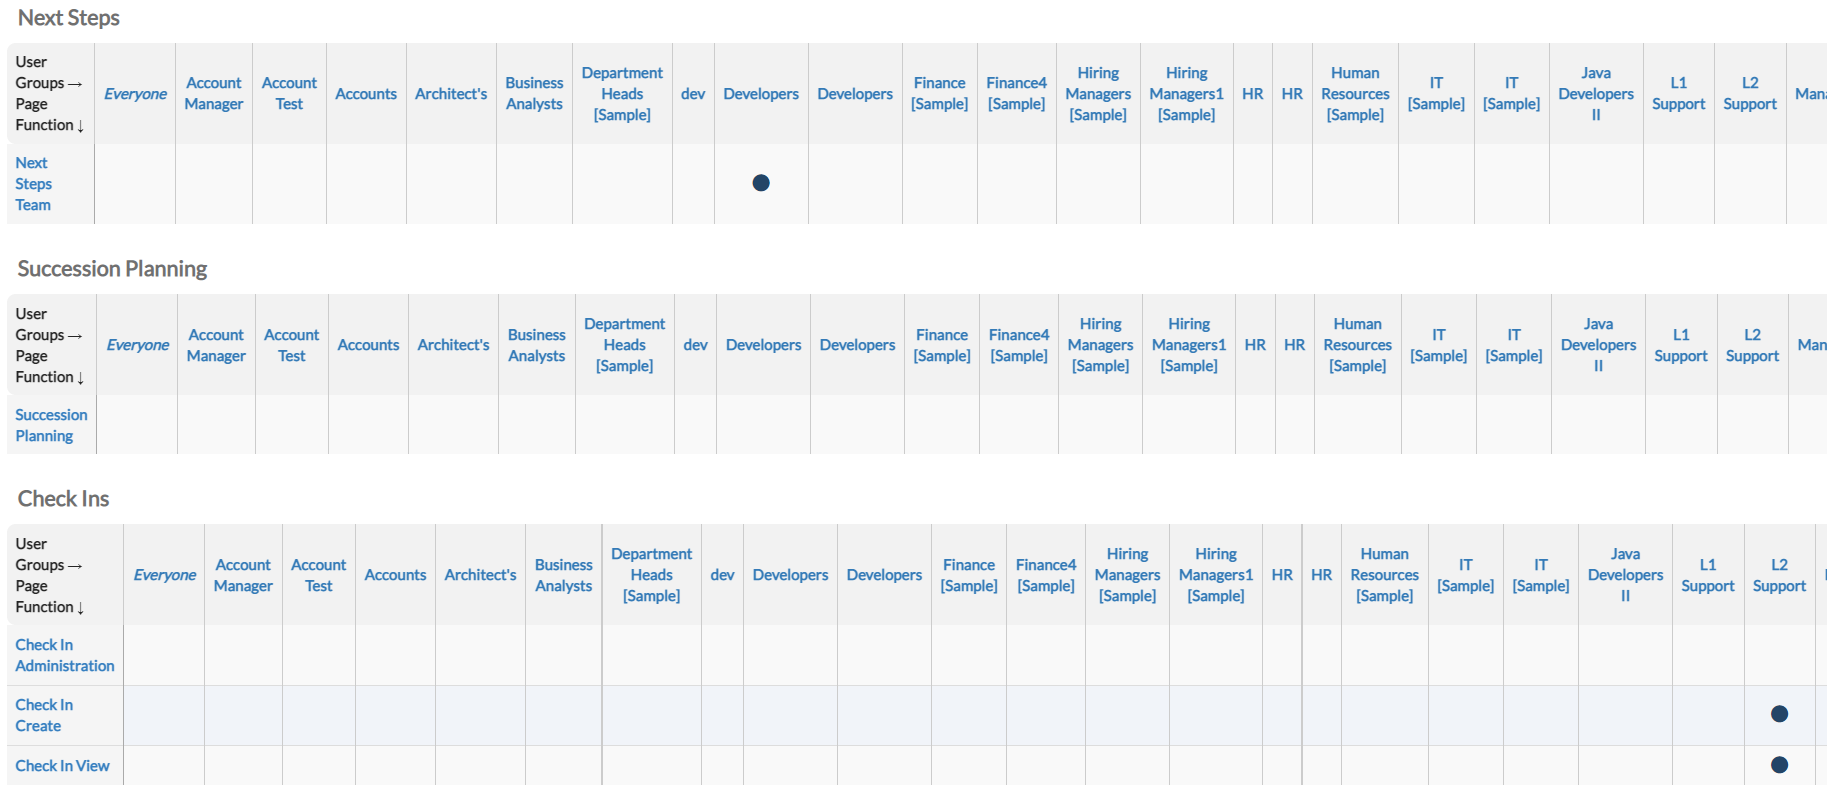 Next Steps
User Groups → Page Function ↓
Everyone
Account Manager
Account Test
Accounts
Architect's
Business Analysts
Department Heads [Sample]
dev
Developers
Developers
Finance [Sample]
Finance4 [Sample]
Hiring Managers [Sample]
Hiring Managers1 [Sample]
HR
HR
Human Resources [Sample]
IT [Sample]
IT [Sample]
Java Developers II
L1 Support
L2 Support
Next Steps Team
Succession Planning
User Groups → Page Function ↓
Everyone
Account Manager
Account Test
Accounts
Architect's
Business Analysts
Department Heads [Sample]
dev
Developers
Developers
Finance [Sample]
Finance4 [Sample]
Hiring Managers [Sample]
Hiring Managers1 [Sample]
HR
HR
Human Resources [Sample]
IT [Sample]
IT [Sample]
Java Developers II
L1 Support
L2 Support
Succession Planning
Check Ins
User Groups → Page Function ↓
Everyone
Account Manager
Account Test
Accounts
Architect's
Business Analysts
Department Heads [Sample]
dev
Developers
Developers
Finance [Sample]
Finance4 [Sample]
Hiring Managers [Sample]
Hiring Managers1 [Sample]
HR
HR
Human Resources [Sample]
IT [Sample]
IT [Sample]
Java Developers II
L1 Support
L2 Support
Check In Administration
Check In Create
Check In View